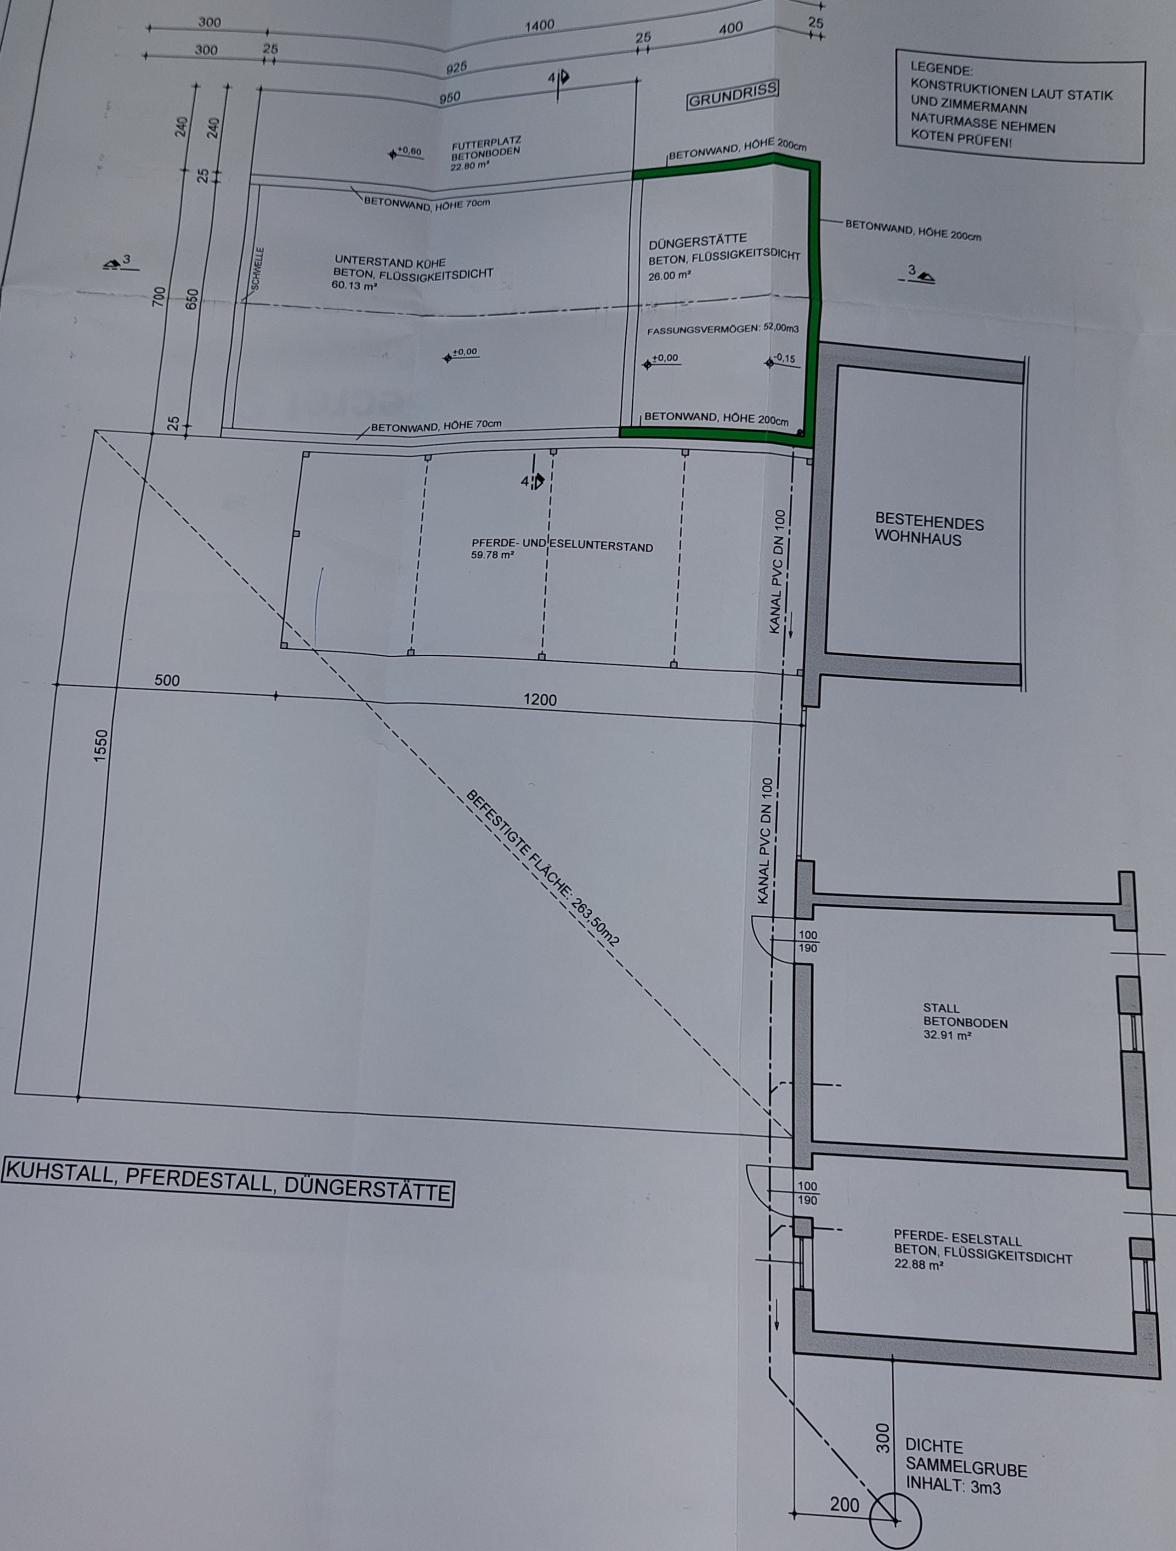 300
1400
25
300
25
925
25
400
950
4
GRUNDRISS
LEGENDE:
KONSTRUKTIONEN LAUT STATIK
UND ZIMMERMANN
NATURMASSE NEHMEN
KOTEN PRÜFEN!
240
240
25
+0,60
FUTTERPLATZ
BETONBODEN
22.80 m²
BETONWAND, HÖHE 200cm
BETONWAND, HÖHE 70cm
BETONWAND, HÖHE 200cm
3
SCHWELLE
UNTERSTAND KÜHE
BETON, FLÜSSIGKEITSDICHT
60.13 m²
DÜNGERSTÄTTE
BETON, FLÜSSIGKEITSDICHT
26.00 m²
3
700
650
FASSUNGSVERMÖGEN: 52,00m3
±0,00
±0,00
-0,15
25
BETONWAND, HÖHE 70cm
BETONWAND, HÖHE 200cm
4
PFERDE- UND ESELUNTERSTAND
59.78 m²
KANAL PVC DN 100
BESTEHENDES
WOHNHAUS
500
1200
1550
BEFESTIGTE FLÄCHE: 263,50m2
KANAL PVC DN 100
100
190
STALL
BETONBODEN
32.91 m²
KUHSTALL, PFERDESTALL, DÜNGERSTÄTTE
100
190
PFERDE- ESELSTALL
BETON, FLÜSSIGKEITSDICHT
22.88 m²
300
DICHTE
SAMMELGRUBE
INHALT: 3m3
200